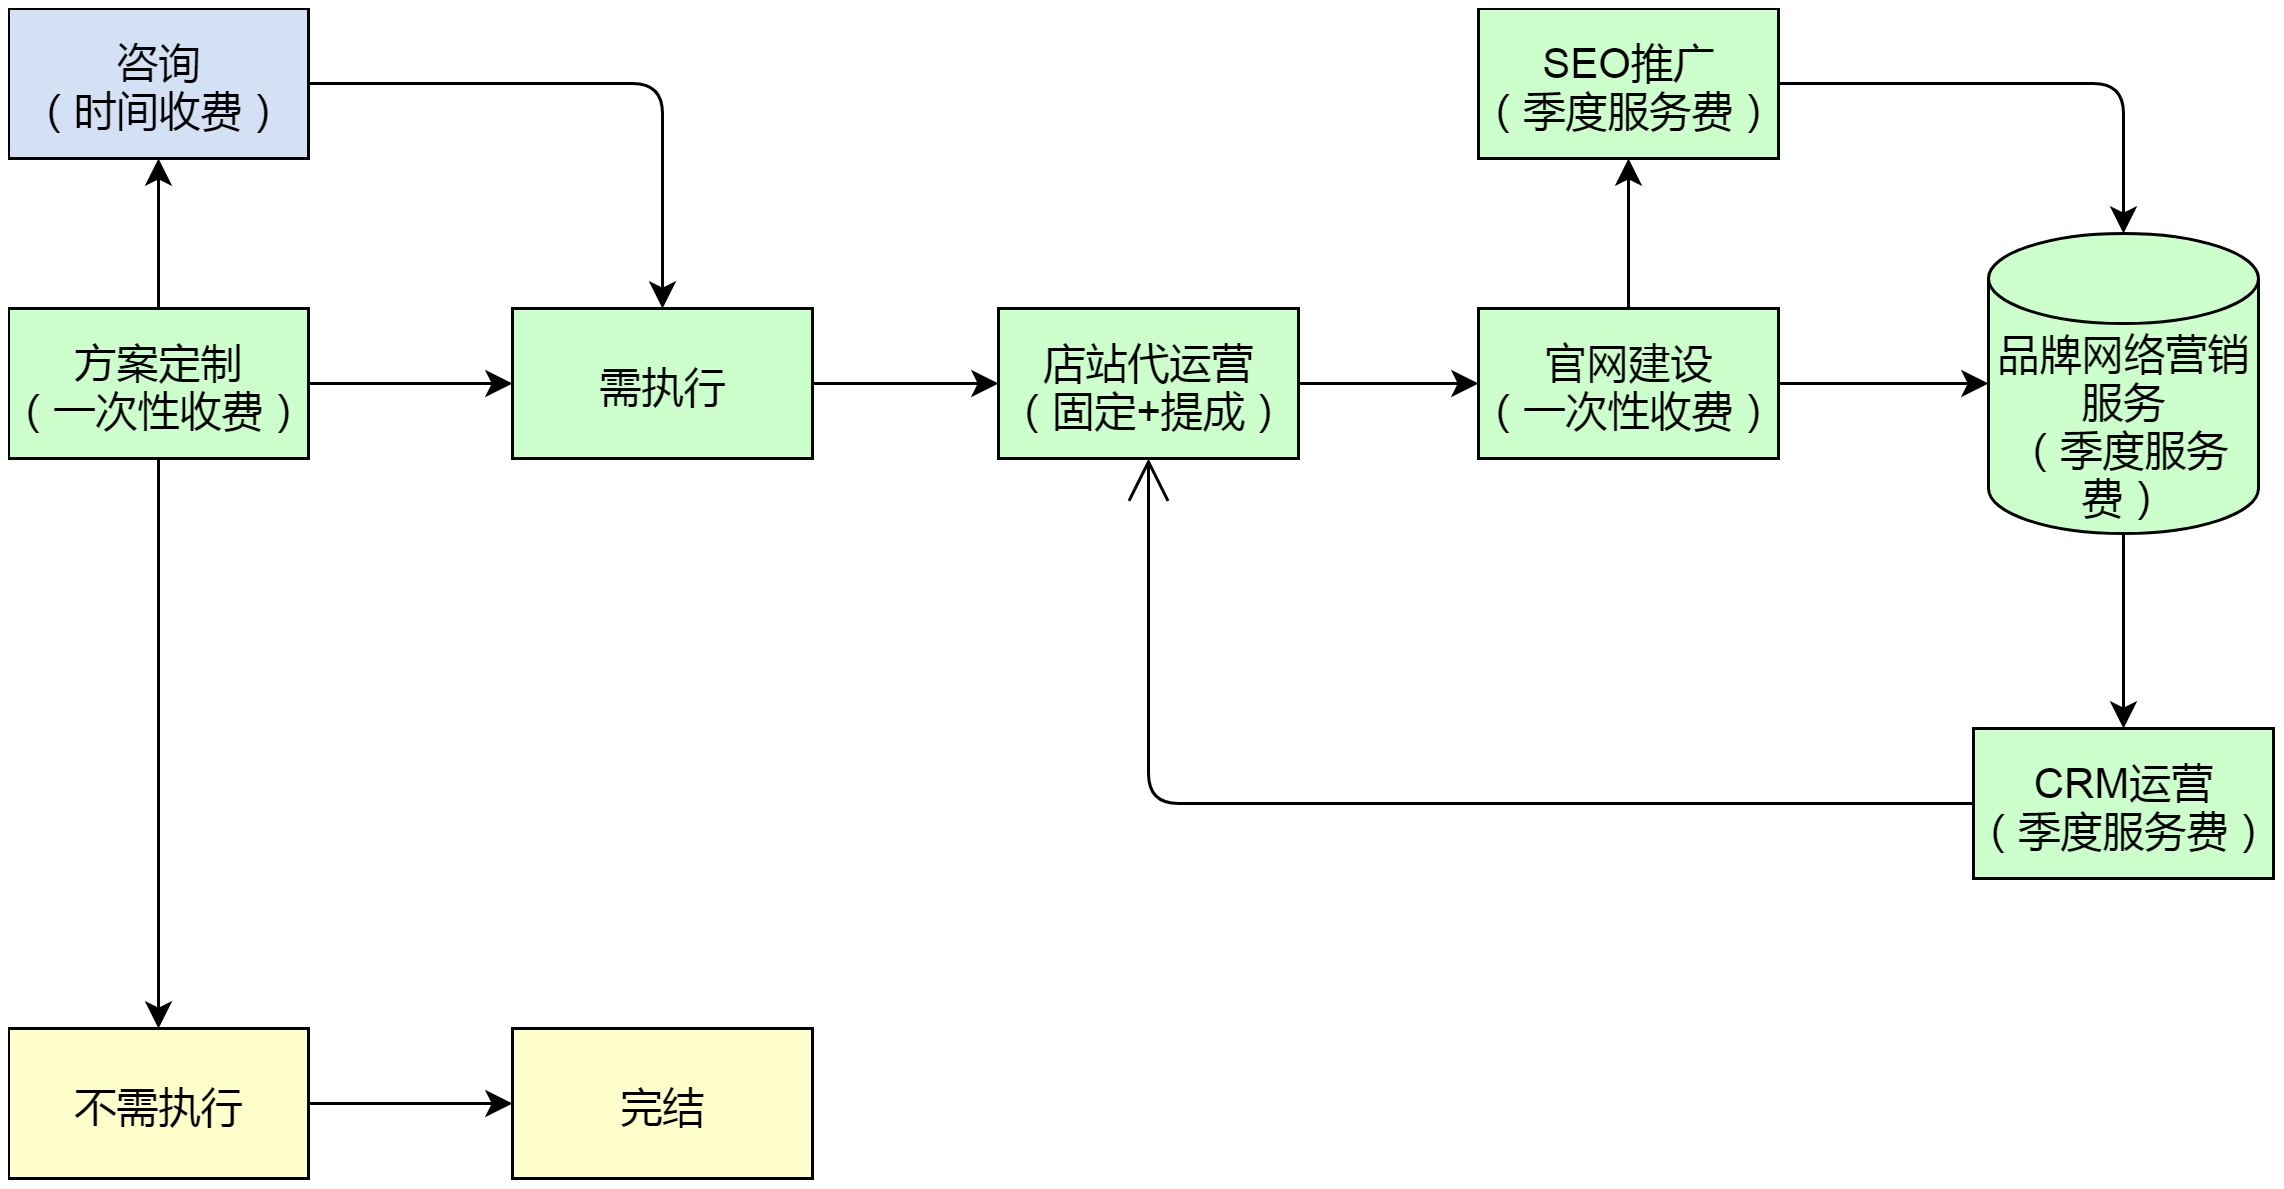 咨询
（时间收费）
SEO推广
（季度服务费）
方案定制
（一次性收费）
需执行
店站代运营
（固定+提成）
官网建设
（一次性收费）
品牌网络营销
服务
（季度服务
费）
CRM运营
（季度服务费）
不需执行
完结